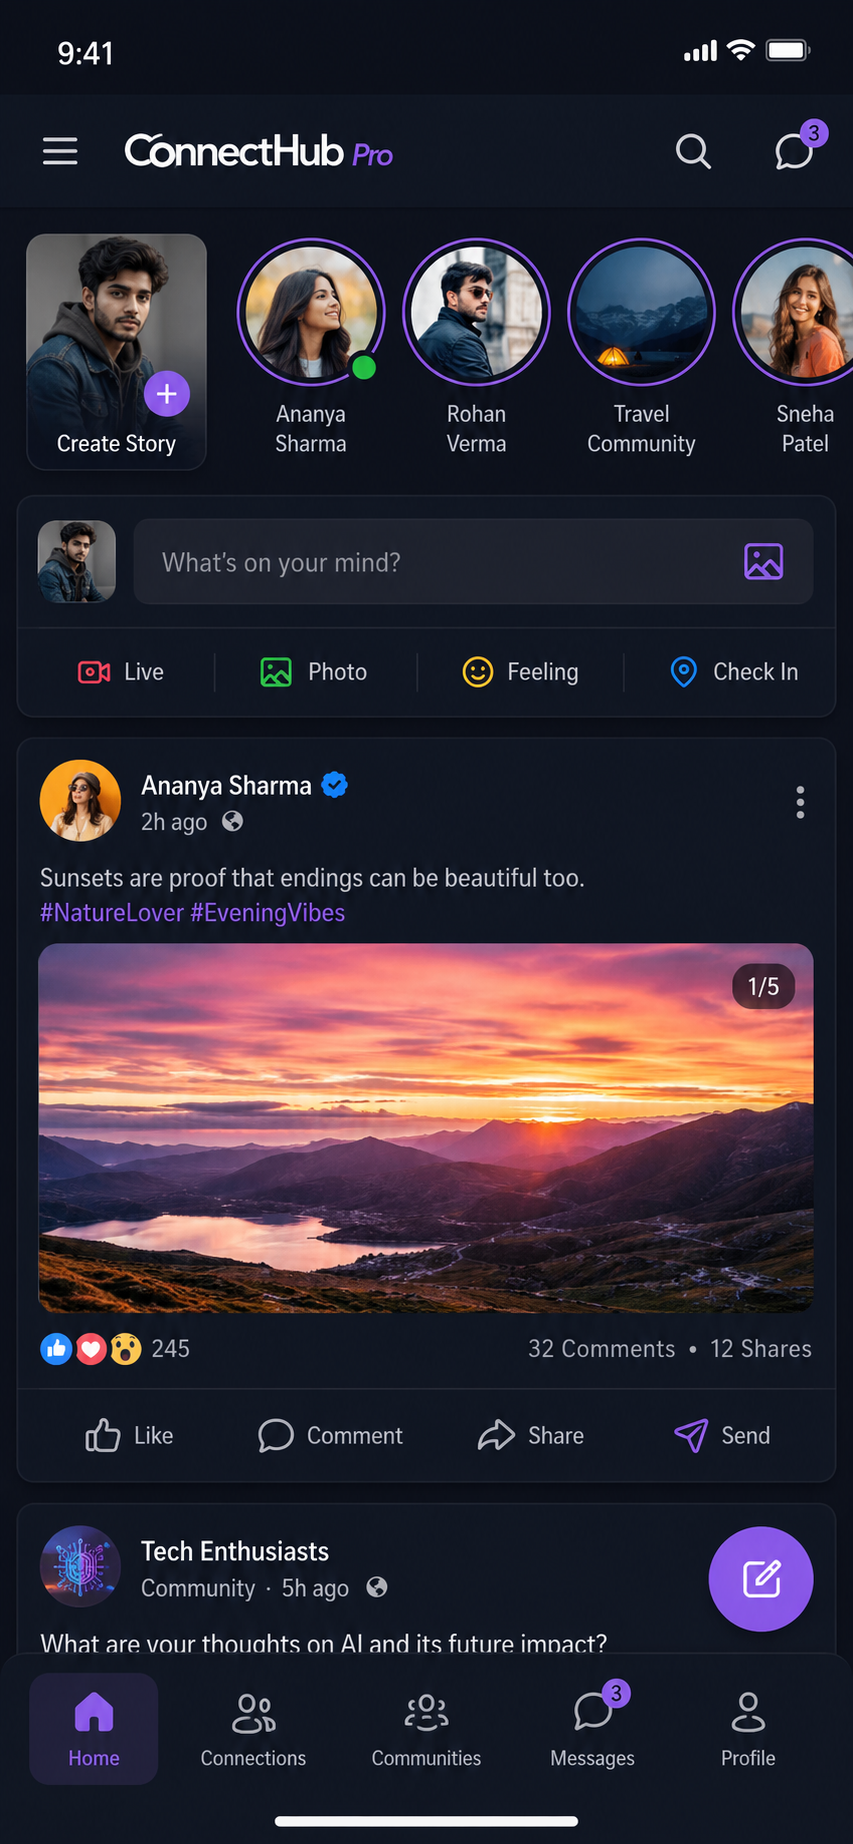 9:41
ConnectHub Pro
3
Create Story
Ananya
Sharma
Rohan
Verma
Travel
Community
Sneha
Patel
What's on your mind?
Live
Photo
Feeling
Check In
Ananya Sharma
2h ago
Sunsets are proof that endings can be beautiful too.
#NatureLover #EveningVibes
1/5
245
32 Comments • 12 Shares
Like
Comment
Share
Send
Tech Enthusiasts
Community · 5h ago
What are your thoughts on AI and its future impact?
3
Home
Connections
Communities
Messages
Profile